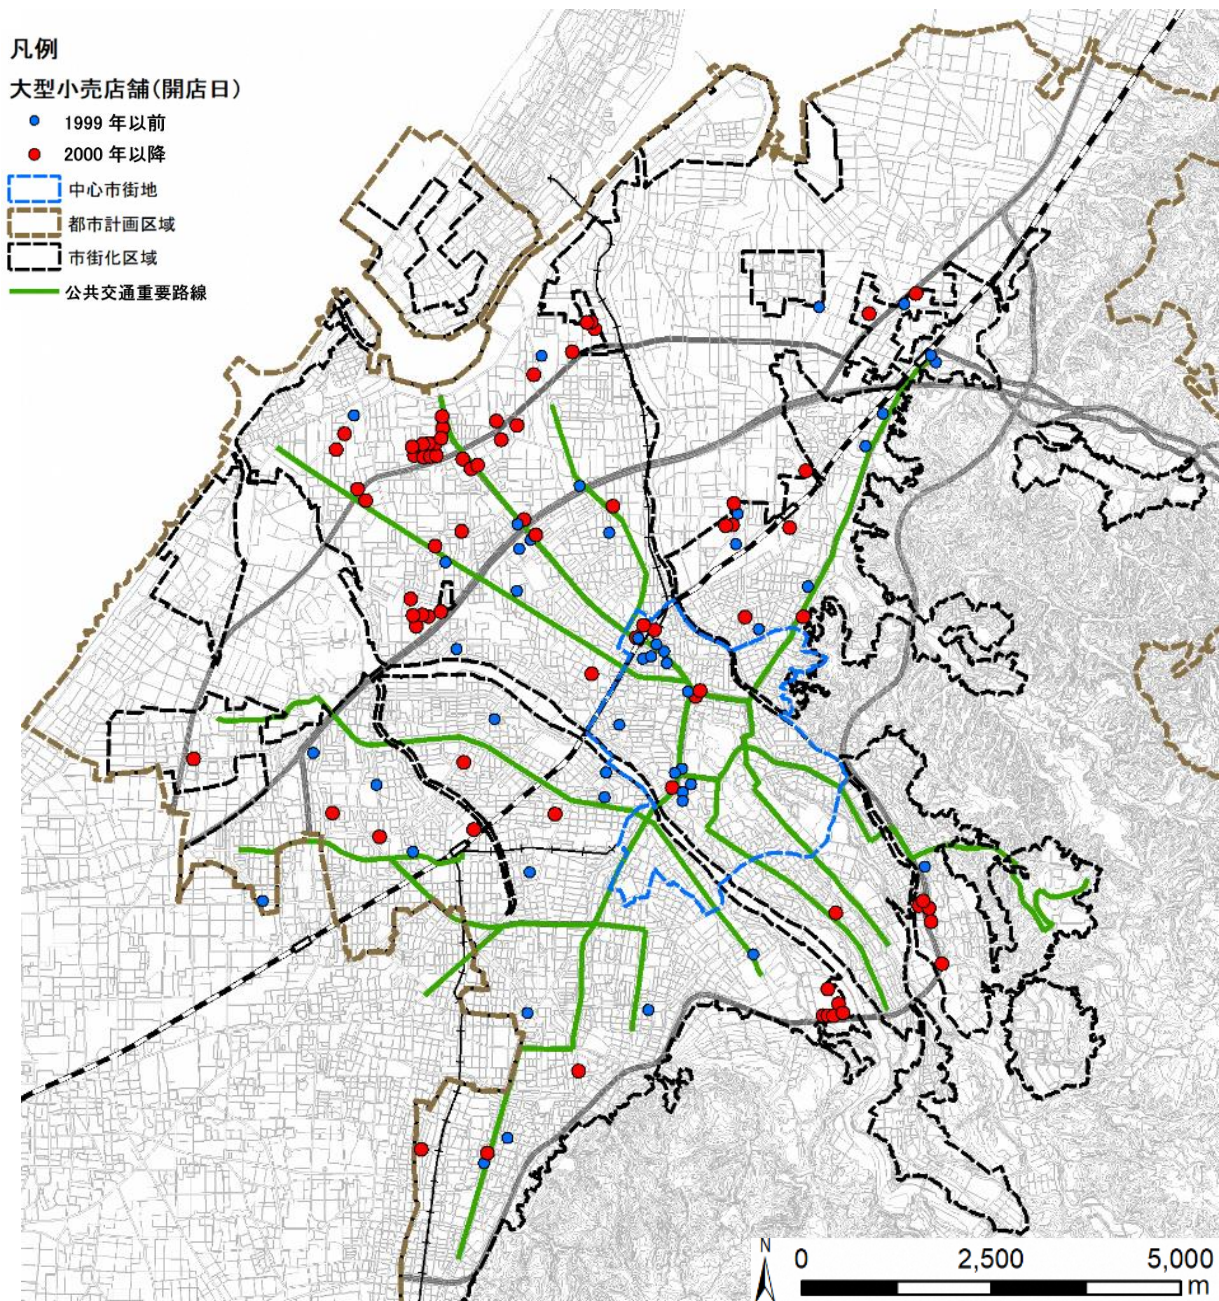 凡例
大型小売店舗(開店日)
1999 年以前
2000 年以降
中心市街地
都市計画区域
市街化区域
公共交通重要路線
N
0 2,500 5,000
m